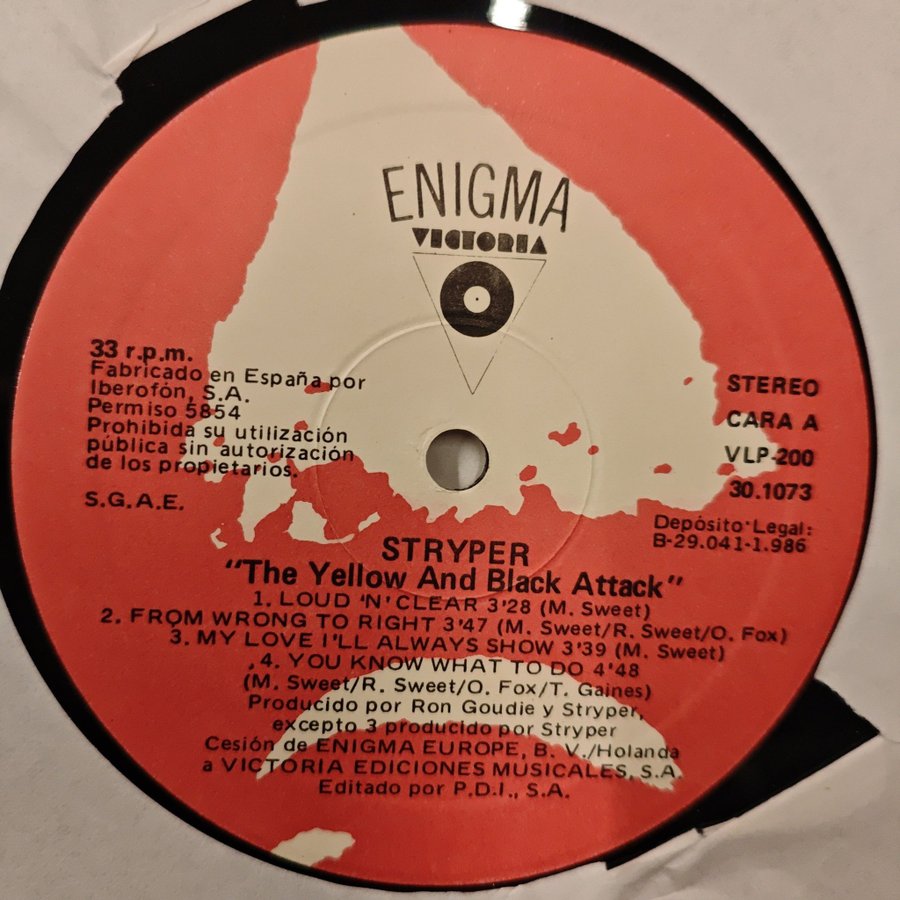 ENIGMA
VICTORIA
33 r.p.m.
Fabricado en España por
Iberofón, S.A.
Permiso 5854
Prohibida su utilización
pública sin autorización
de los propietarios.
S.G.A.E.
STEREO
CARA A
VLP-200
30.1073
Depósito Legal:
B-29.041-1.986
STRYPER
"The Yellow And Black Attack"
1. LOUD 'N' CLEAR 3'28 (M. Sweet)
2. FROM WRONG TO RIGHT 3'47 (M. Sweet/R. Sweet/O. Fox)
3. MY LOVE I'LL ALWAYS SHOW 3'39 (M. Sweet)
4. YOU KNOW WHAT TO DO 4'48
(M. Sweet/R. Sweet/O. Fox/T. Gaines)
Producido por Ron Goudie y Stryper,
excepto 3 producido por Stryper
Cesión de ENIGMA EUROPE, B. V./Holanda
a VICTORIA EDICIONES MUSICALES, S.A.
Editado por P.D.I., S.A.